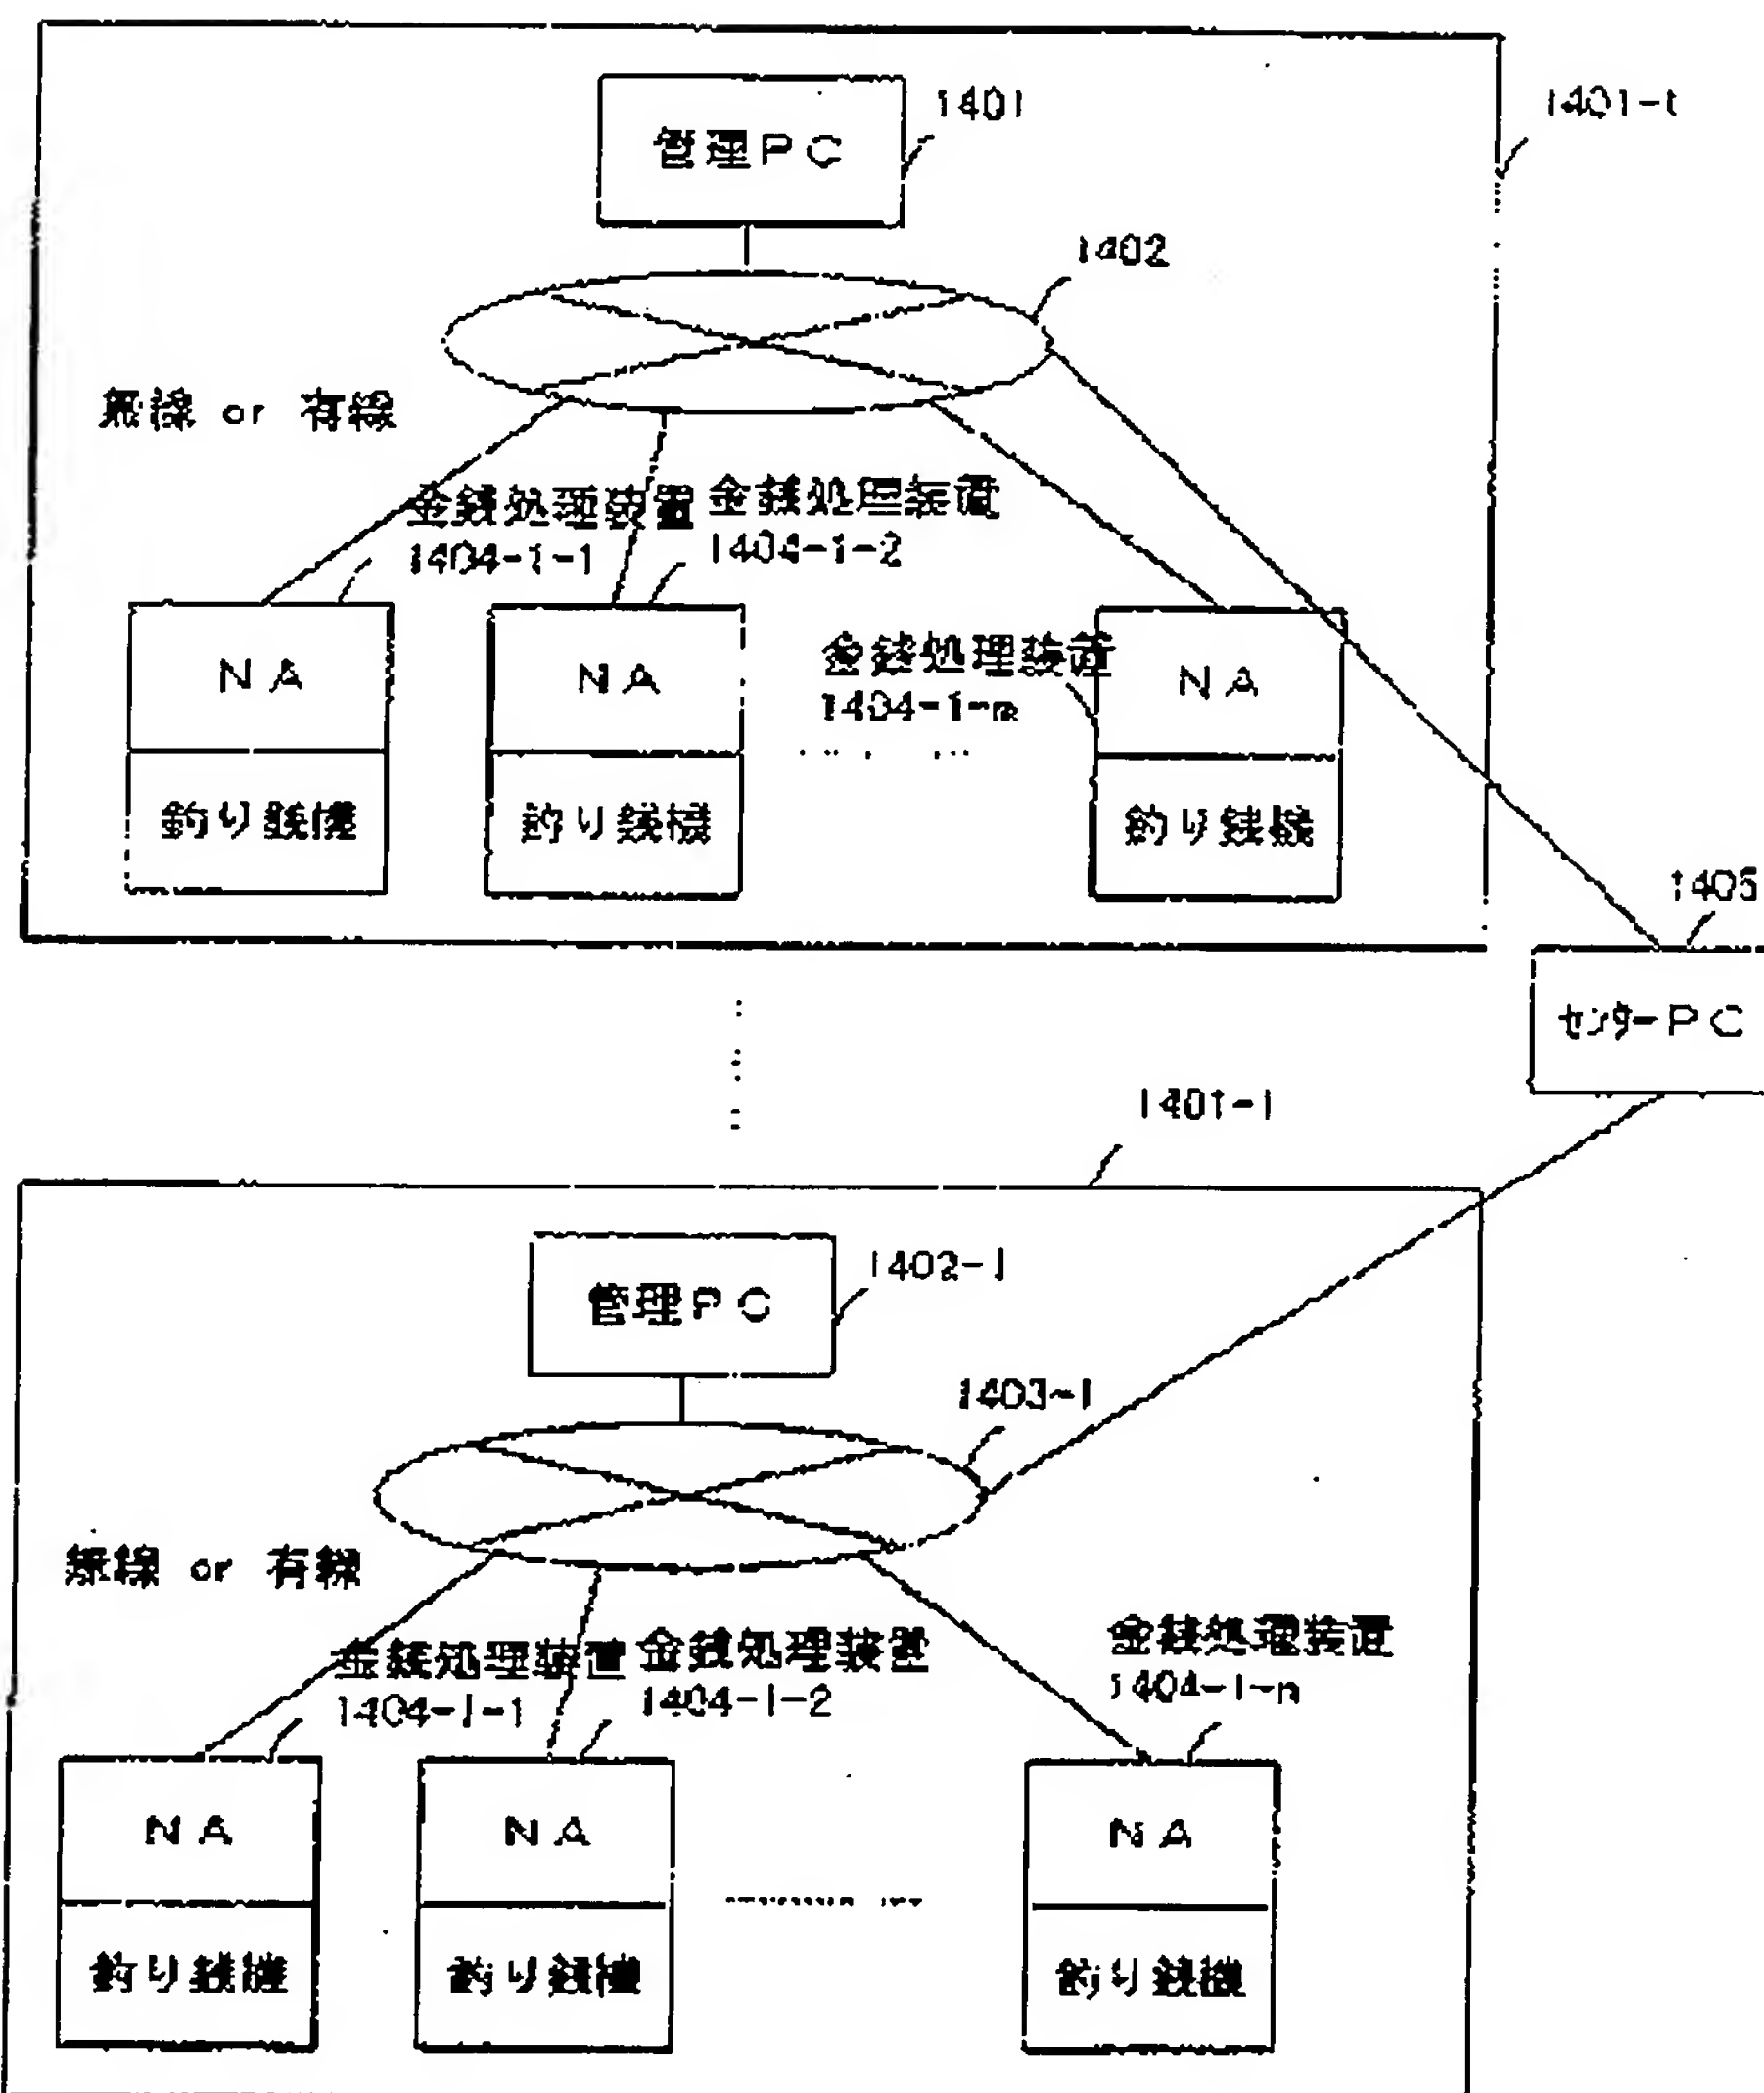 管理PC
1401
1401-1
1402
無線 or 有線
金銭処理装置
1404-1-1
金銭処理装置
1404-1-2
NA
NA
金銭処理装置
1404-1-m
NA
釣り銭機
釣り銭機
釣り銭機
1405
センターPC
1401-l
管理PC
1402-l
1403-l
無線 or 有線
金銭処理装置
1404-l-1
金銭処理装置
1404-l-2
金銭処理装置
1404-l-n
NA
NA
NA
釣り銭機
釣り銭機
釣り銭機